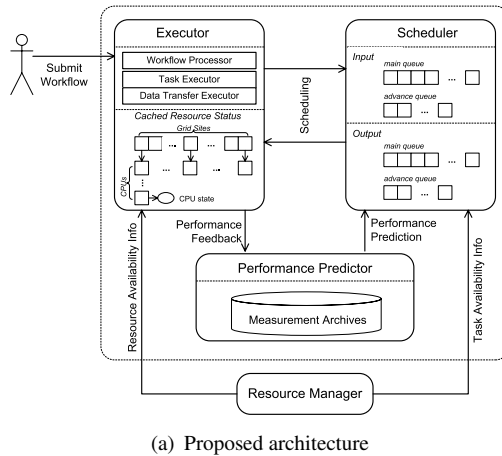 Executor
Scheduler
Submit
Workflow
Workflow Processor
Task Executor
Data Transfer Executor
Cached Resource Status
Grid Sites
...
...
CPUs
...
...
...
CPU state
Scheduling
Input
main queue
...
advance queue
...
Output
main queue
...
advance queue
...
Performance
Feedback
Performance
Prediction
Resource Availability Info
Task Availability Info
Performance Predictor
Measurement Archives
Resource Manager
(a) Proposed architecture